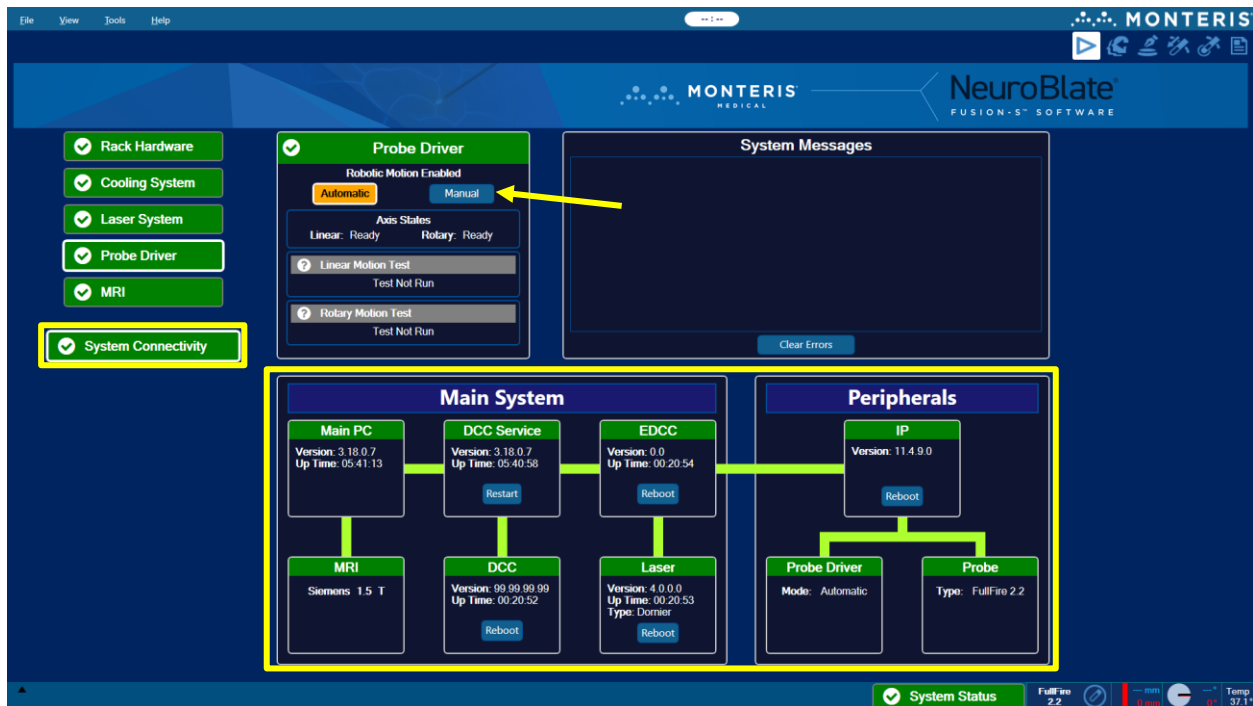 File View Tools Help
-- : --
MONTERIS
MONTERIS
MEDICAL
NeuroBlate®
FUSION-S™ SOFTWARE
Rack Hardware
Cooling System
Laser System
Probe Driver
MRI
System Connectivity
Probe Driver
Robotic Motion Enabled
Automatic Manual
Axis States
Linear: Ready Rotary: Ready
? Linear Motion Test
Test Not Run
? Rotary Motion Test
Test Not Run
System Messages
Clear Errors
Main System
Main PC
Version: 3.18.0.7
Up Time: 05:41:13
DCC Service
Version: 3.18.0.7
Up Time: 05:40:58
Restart
EDCC
Version: 0.0
Up Time: 00:20:54
Reboot
MRI
Siemens 1.5 T
DCC
Version: 99.99.99.99
Up Time: 00:20:52
Reboot
Laser
Version: 4.0.0.0
Up Time: 00:20:53
Type: Dornier
Reboot
Peripherals
IP
Version: 11.4.9.0
Reboot
Probe Driver
Mode: Automatic
Probe
Type: FullFire 2.2
System Status
FullFire
2.2
--- mm
0 mm
---°
0°
Temp
37.1°